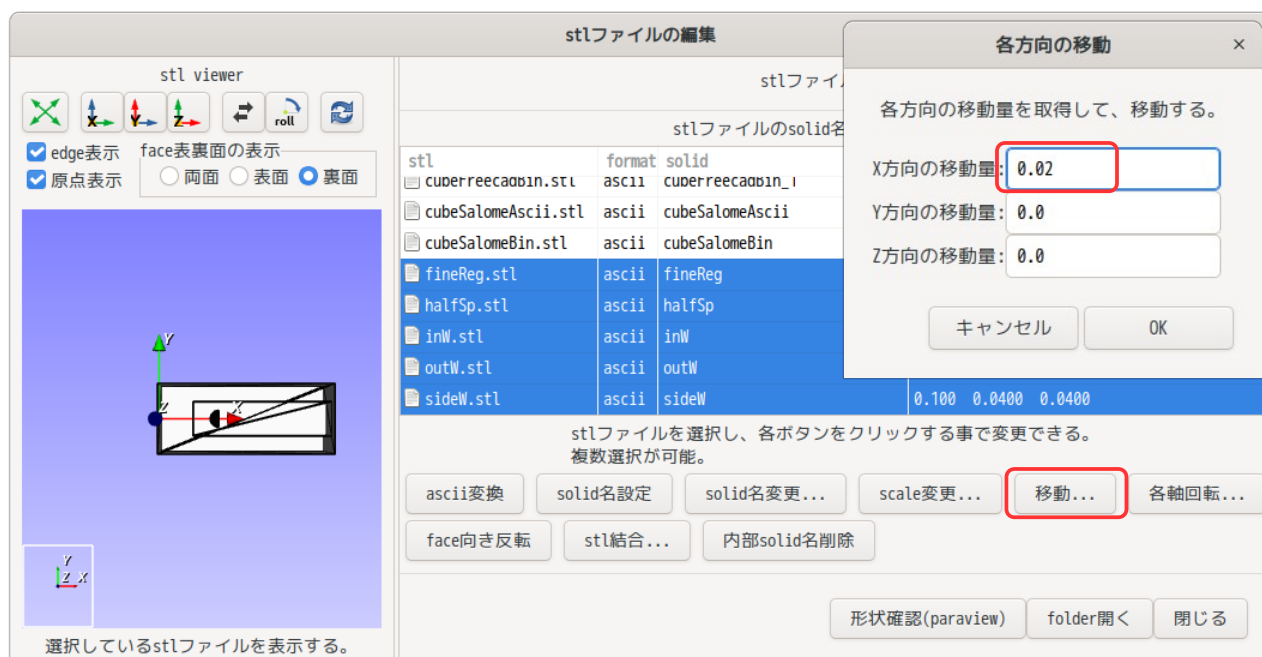 stlファイルの編集
stl viewer
roll
edge表示
原点表示
face表裏面の表示
両面 表面 裏面
Y
Z X
Y
Z X
選択しているstlファイルを表示する。
stlファイ
stlファイルのsolid名
stl format solid
cubeFreecadBin.stl ascii cubeFreecadBin_1
cubeSalomeAscii.stl ascii cubeSalomeAscii
cubeSalomeBin.stl ascii cubeSalomeBin
fineReg.stl ascii fineReg
halfSp.stl ascii halfSp
inW.stl ascii inW
outW.stl ascii outW
sideW.stl ascii sideW 0.100 0.0400 0.0400
stlファイルを選択し、各ボタンをクリックする事で変更できる。
複数選択が可能。
ascii変換 solid名設定 solid名変更... scale変更... 移動... 各軸回転...
face向き反転 stl結合... 内部solid名削除
形状確認(paraview) folder開く 閉じる
各方向の移動 ×
各方向の移動量を取得して、移動する。
X方向の移動量: 0.02
Y方向の移動量: 0.0
Z方向の移動量: 0.0
キャンセル OK